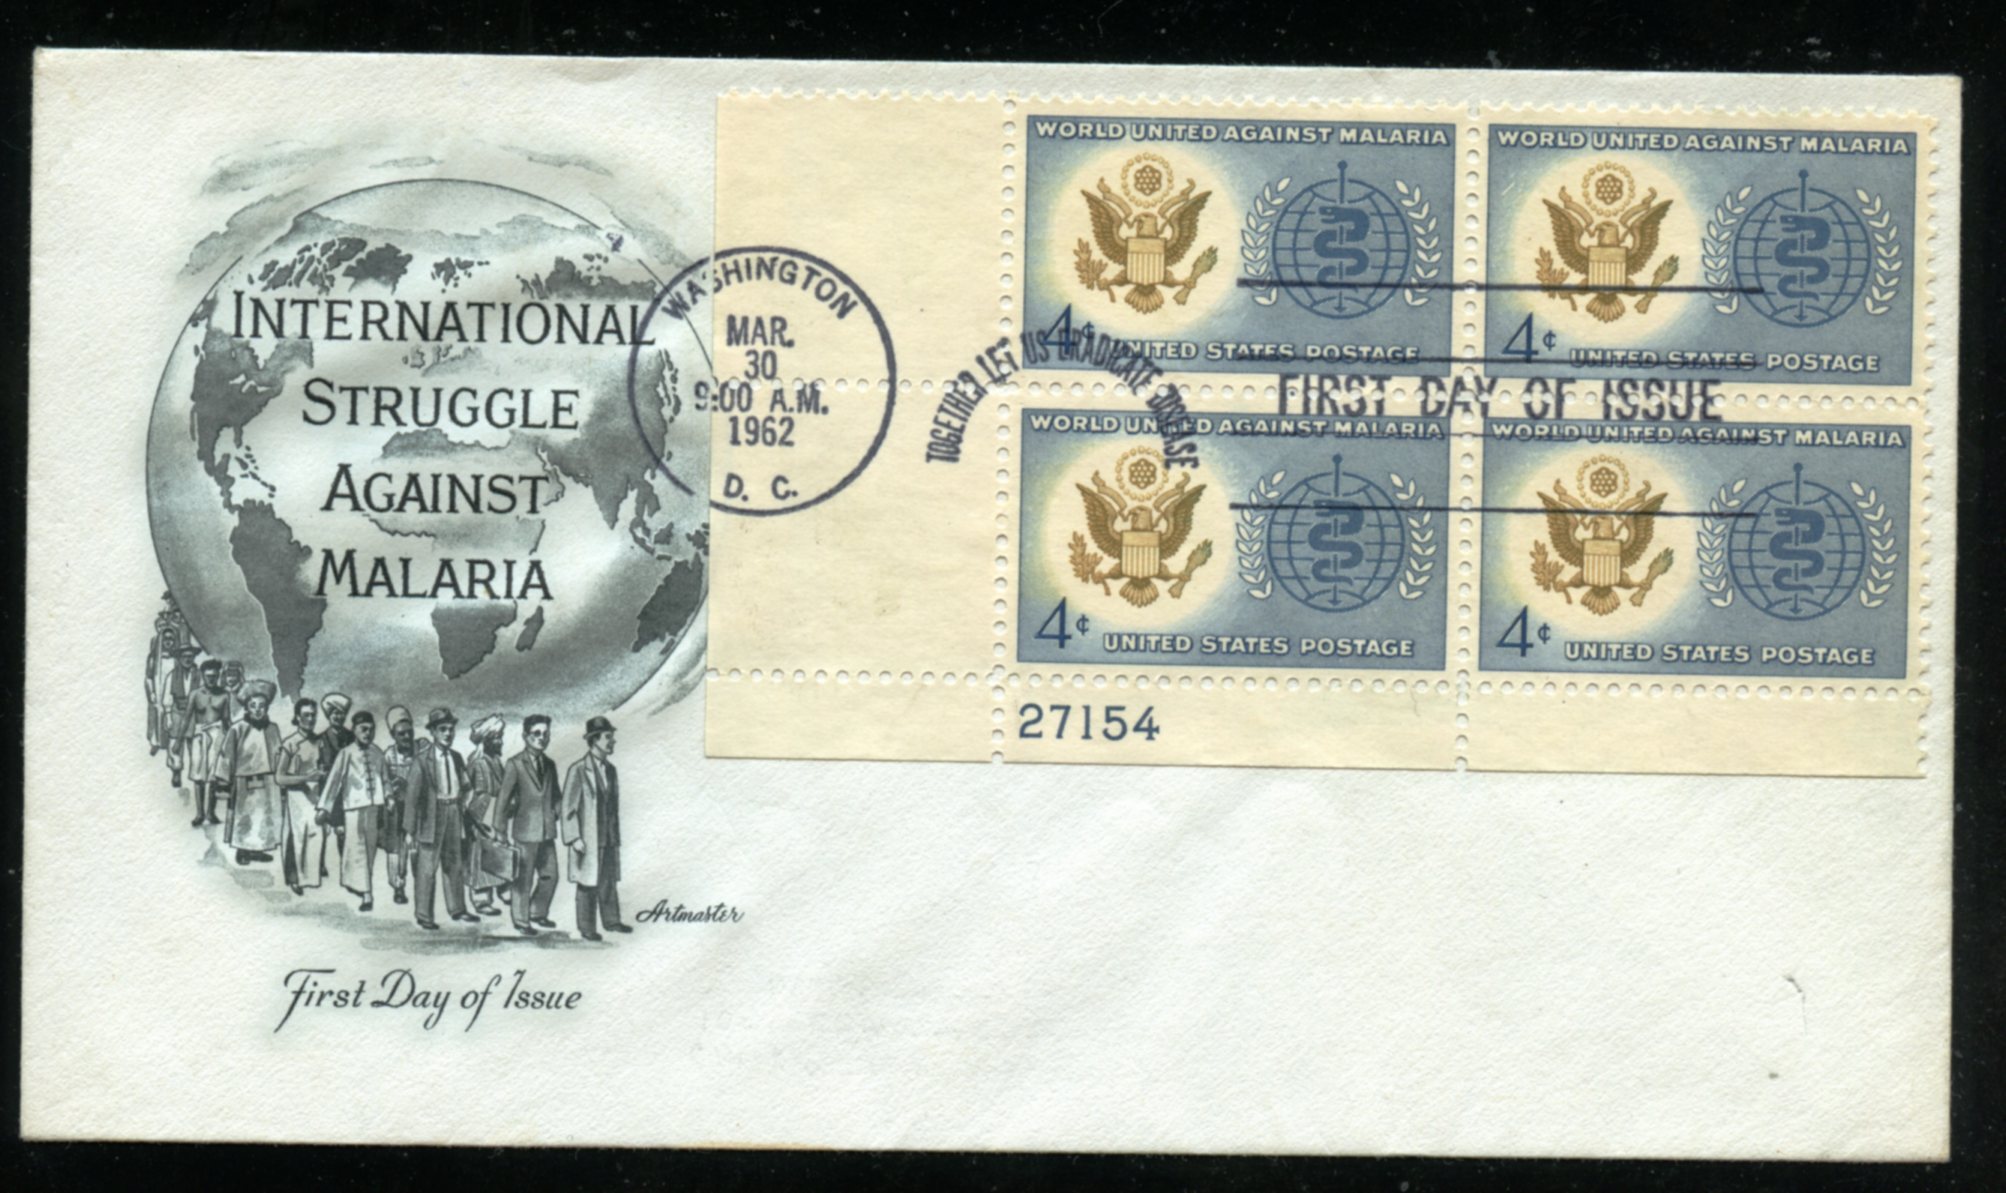 INTERNATIONAL
STRUGGLE
AGAINST
MALARIA
Artmaster
First Day of Issue
WASHINGTON
MAR.
30
9:00 A.M.
1962
D. C.
TOGETHER LET US ERADICATE DISEASE
FIRST DAY OF ISSUE
WORLD UNITED AGAINST MALARIA
4¢
UNITED STATES POSTAGE
WORLD UNITED AGAINST MALARIA
4¢
UNITED STATES POSTAGE
WORLD UNITED AGAINST MALARIA
4¢
UNITED STATES POSTAGE
WORLD UNITED AGAINST MALARIA
4¢
UNITED STATES POSTAGE
27154